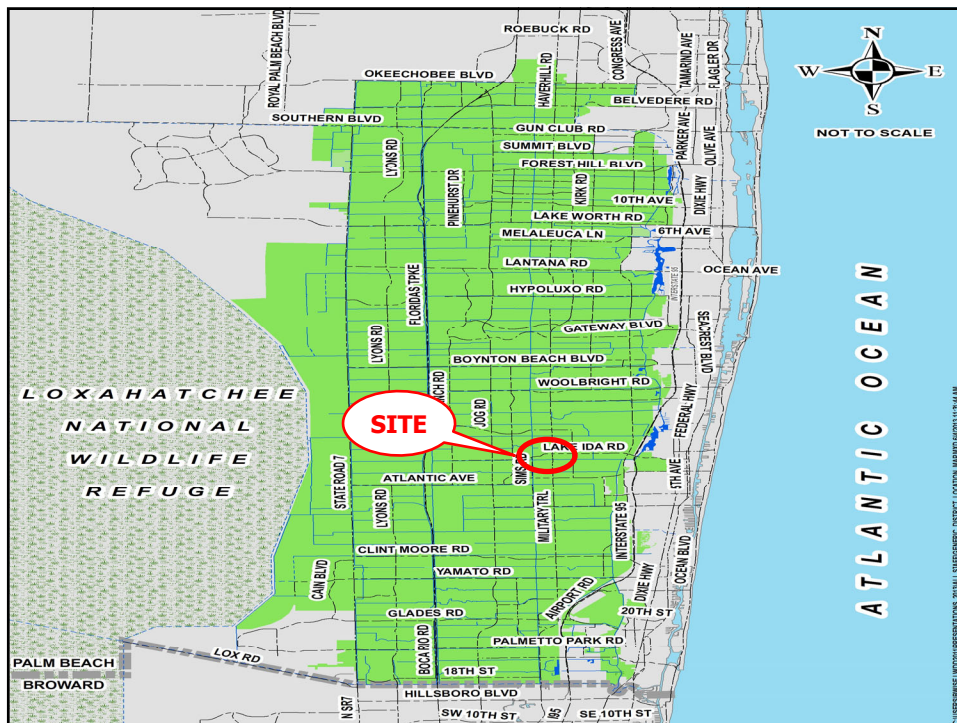 ROEBUCK RD
ROYAL PALM BEACH BLVD
HAVERHILL RD
CONGRESS AVE
TAMARIND AVE
FLAGLER DR
N
W
E
S
NOT TO SCALE
OKEECHOBEE BLVD
BELVEDERE RD
SOUTHERN BLVD
GUN CLUB RD
PARKER AVE
OLIVE AVE
SUMMIT BLVD
LYONS RD
FOREST HILL BLVD
PINEHURST DR
KIRK RD
10TH AVE
DIXIE HWY
LAKE WORTH RD
MELALEUCA LN
6TH AVE
LANTANA RD
OCEAN AVE
FLORIDAS TPKE
INTERSTATE 95
HYPOLUXO RD
GATEWAY BLVD
SEACREST BLVD
LYONS RD
BOYNTON BEACH BLVD
WOOLBRIGHT RD
LOXAHATCHEE
NATIONAL
WILDLIFE
REFUGE
ATLANTIC OCEAN
JOG RD
FEDERAL HWY
SITE
LAKE IDA RD
STATE ROAD 7
SIMS RD
5TH AVE
ATLANTIC AVE
LYONS RD
MILITARY TRL
INTERSTATE 95
CLINT MOORE RD
OCEAN BLVD
CAIN BLVD
YAMATO RD
AIRPORT RD
DIXIE HWY
GLADES RD
20TH ST
BOCA RIO RD
PALMETTO PARK RD
LOX RD
PALM BEACH
18TH ST
BROWARD
HILLSBORO BLVD
N SR7
SW 10TH ST
I95
SE 10TH ST